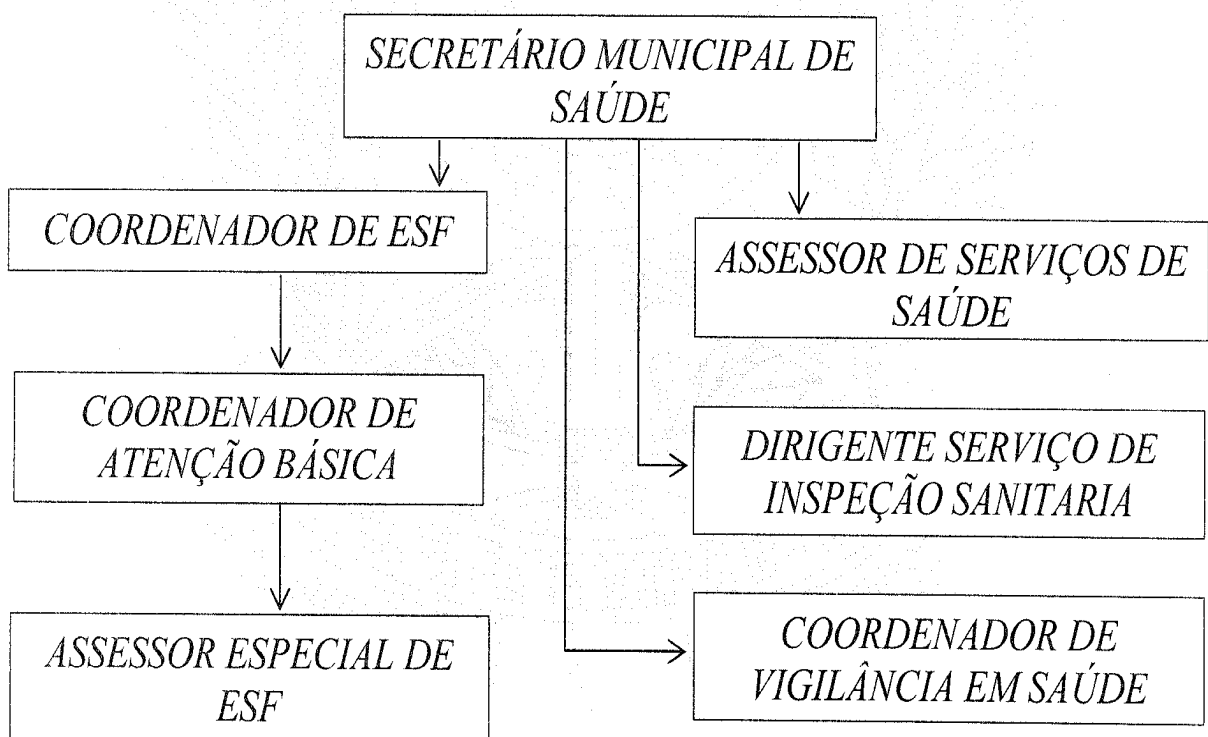 SECRETÁRIO MUNICIPAL DE
SAÚDE
COORDENADOR DE ESF
ASSESSOR DE SERVIÇOS DE
SAÚDE
COORDENADOR DE
ATENÇÃO BÁSICA
DIRIGENTE SERVIÇO DE
INSPEÇÃO SANITARIA
ASSESSOR ESPECIAL DE
ESF
COORDENADOR DE
VIGILÂNCIA EM SAÚDE